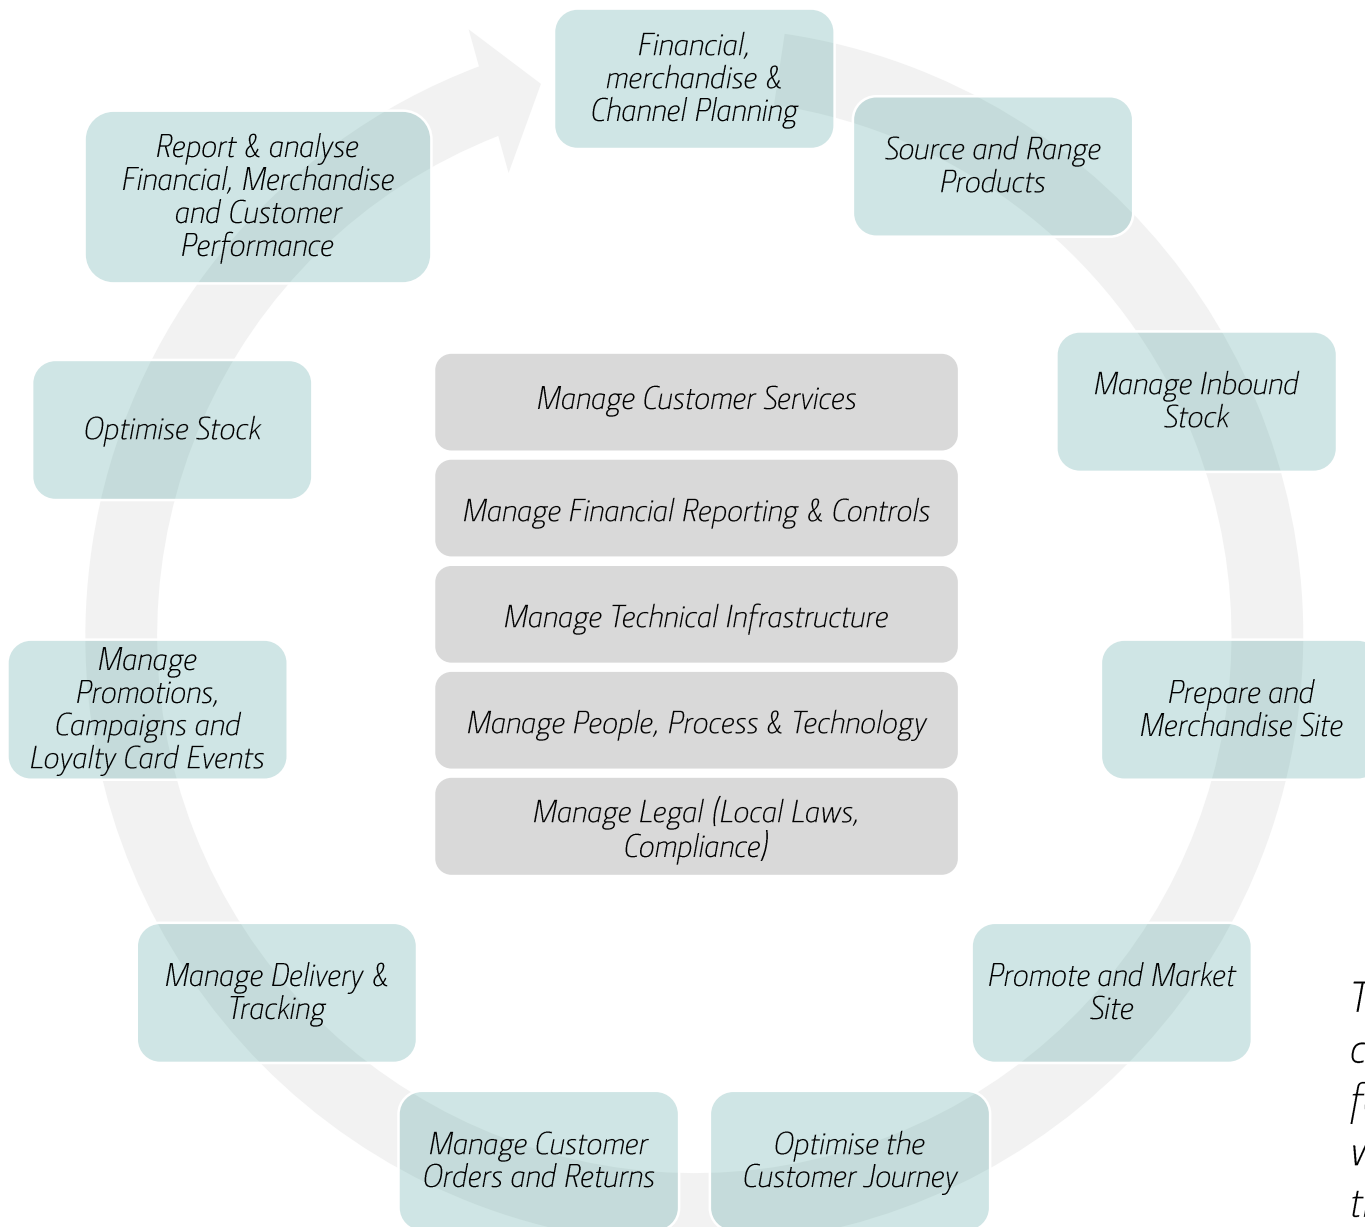 Financial,
merchandise &
Channel Planning
Source and Range
Products
Manage Inbound
Stock
Prepare and
Merchandise Site
Promote and Market
Site
Optimise the
Customer Journey
Manage Customer
Orders and Returns
Manage Delivery &
Tracking
Manage
Promotions,
Campaigns and
Loyalty Card Events
Optimise Stock
Report & analyse
Financial, Merchandise
and Customer
Performance
Manage Customer Services
Manage Financial Reporting & Controls
Manage Technical Infrastructure
Manage People, Process & Technology
Manage Legal (Local Laws,
Compliance)